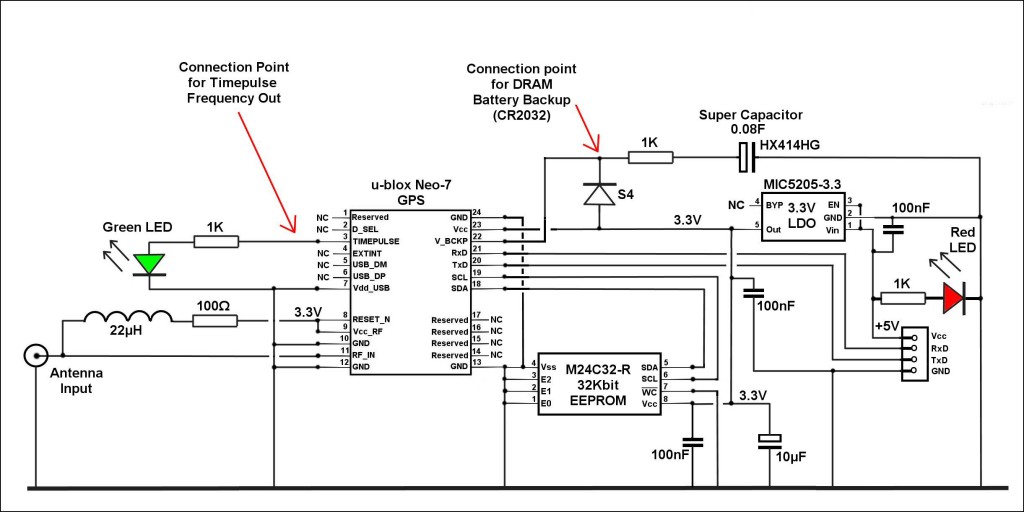 Connection Point
for Timepulse
Frequency Out
Connection point
for DRAM
Battery Backup
(CR2032)
Super Capacitor
0.08F
HX414HG
1K
S4
MIC5205-3.3
NC 4 BYP EN 3
3.3V
LDO
GND 2
5 Out Vin 1
3.3V
100nF
Red
LED
1K
100nF
+5V
Vcc
RxD
TxD
GND
u-blox Neo-7
GPS
Green LED
1K
NC 1 Reserved GND 24
NC 2 D_SEL Vcc 23
3 TIMEPULSE V_BCKP 22
NC 4 EXTINT RxD 21
NC 5 USB_DM TxD 20
NC 6 USB_DP SCL 19
7 Vdd_USB SDA 18
8 RESET_N Reserved 17 NC
9 Vcc_RF Reserved 16 NC
10 GND Reserved 15 NC
11 RF_IN Reserved 14 NC
12 GND GND 13
22µH
100Ω
3.3V
Antenna
Input
M24C32-R
32Kbit
EEPROM
4 Vss SDA 5
3 E2 SCL 6
2 E1 WC 7
1 E0 Vcc 8
3.3V
100nF
10µF